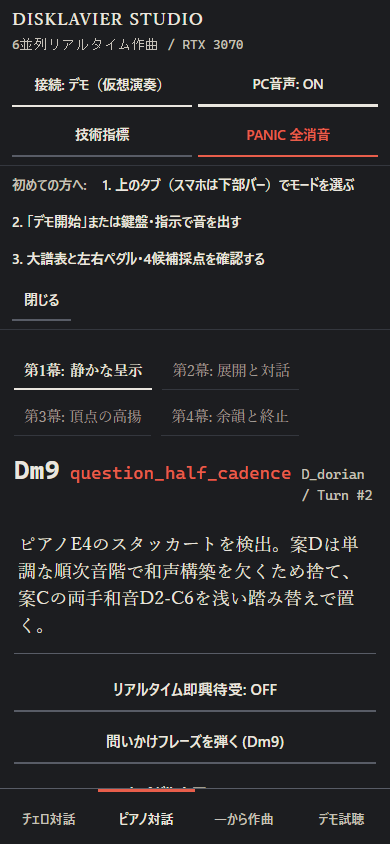 DISKLAVIER STUDIO
6並列リアルタイム作曲 / RTX 3070
接続: デモ（仮想演奏）
PC音声: ON
技術指標
PANIC 全消音
初めての方へ: 1. 上のタブ（スマホは下部バー）でモードを選ぶ
2. 「デモ開始」または鍵盤・指示で音を出す
3. 大譜表と左右ペダル・4候補採点を確認する
閉じる
第1幕: 静かな呈示
第2幕: 展開と対話
第3幕: 頂点の高揚
第4幕: 余韻と終止
Dm9 question_half_cadence D_dorian
/ Turn #2
ピアノE4のスタッカートを検出。案Dは単
調な順次音階で和声構築を欠くため捨て、
案Cの両手和音D2-C6を浅い踏み替えで置
く。
リアルタイム即興待受: OFF
問いかけフレーズを弾く (Dm9)
チェロ対話
ピアノ対話
一から作曲
デモ試聴